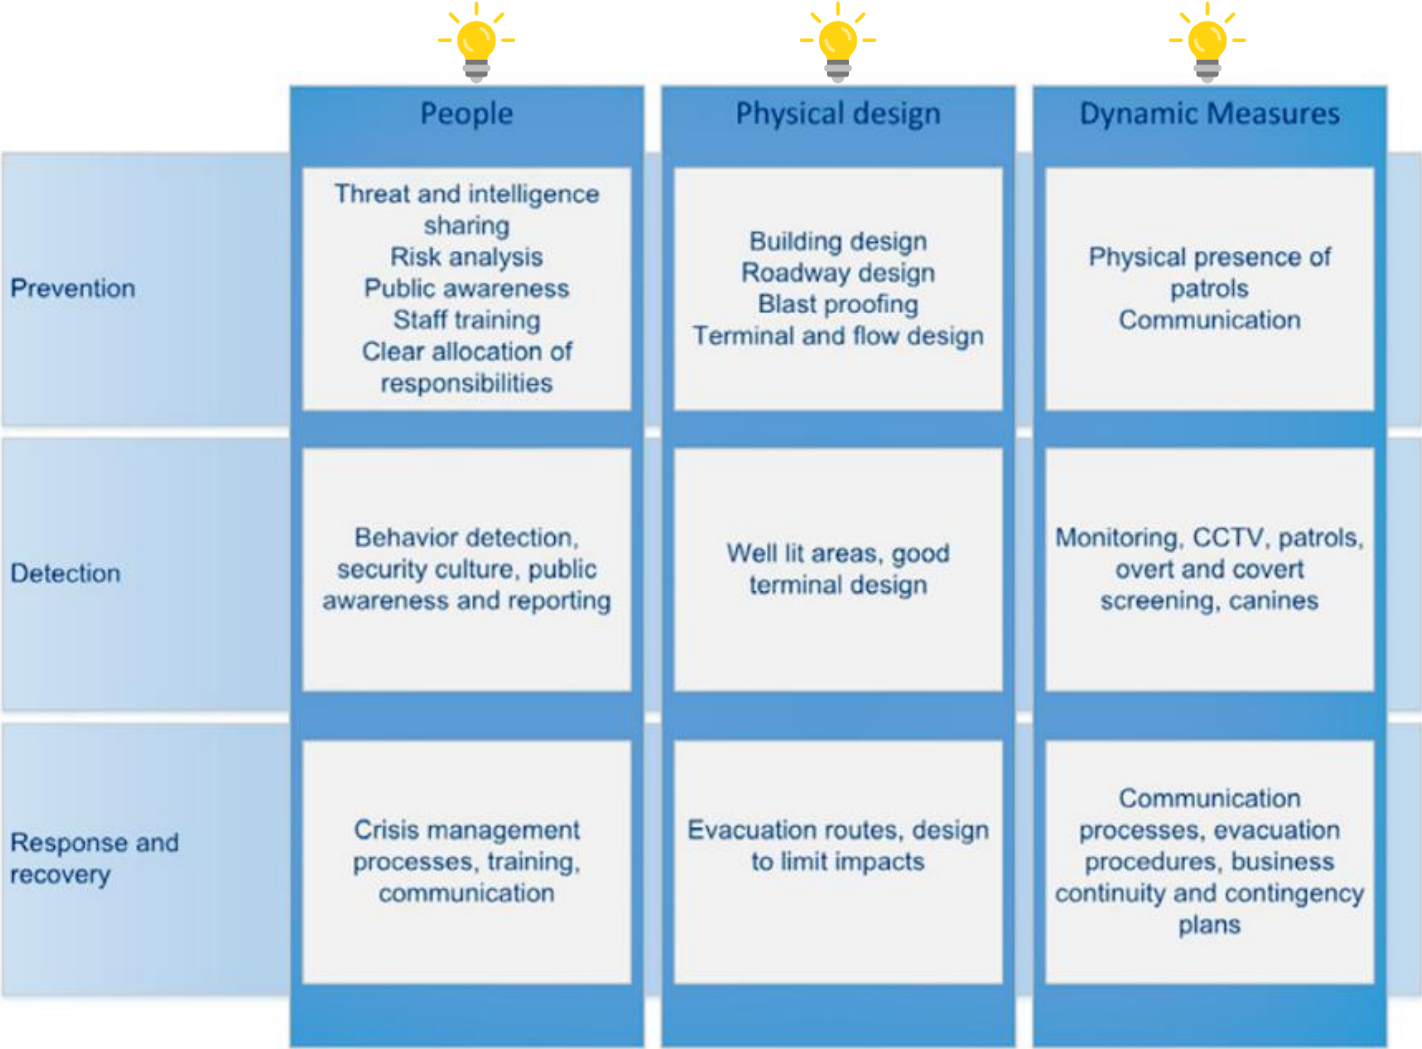 People
Physical design
Dynamic Measures
Prevention
Threat and intelligence
sharing
Risk analysis
Public awareness
Staff training
Clear allocation of
responsibilities
Building design
Roadway design
Blast proofing
Terminal and flow design
Physical presence of
patrols
Communication
Detection
Behavior detection,
security culture, public
awareness and reporting
Well lit areas, good
terminal design
Monitoring, CCTV, patrols,
overt and covert
screening, canines
Response and
recovery
Crisis management
processes, training,
communication
Evacuation routes, design
to limit impacts
Communication
processes, evacuation
procedures, business
continuity and contingency
plans